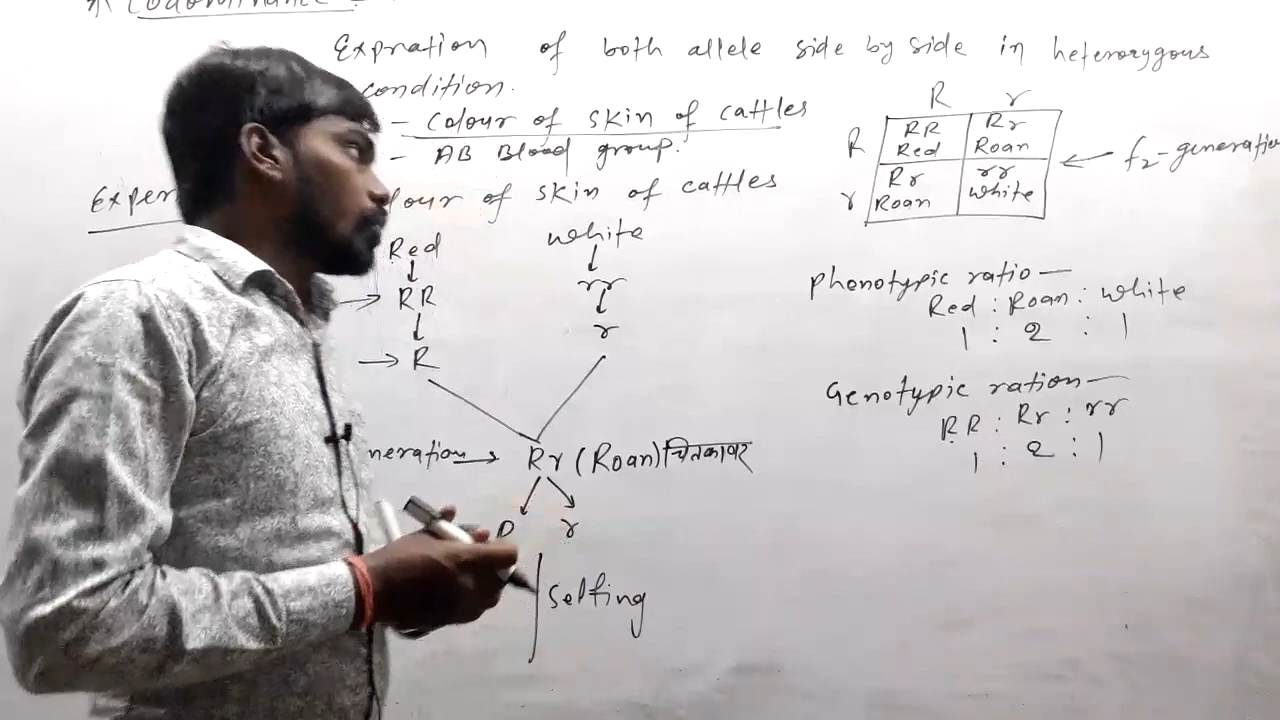 * Codominance :-
Expration of both allele side by side in heterozygous
condition.
- Colour of skin of cattles
- AB Blood group.
lour of skin of cattles
Red
white
RR
rr
R
r
neration → Rr (Roan) चितकाबर
R
r
Selfing
R r
R RR Red Rr Roan
r Rr Roan rr white
← f2-generation
Phenotypic ratio —
Red : Roan : white
1 : 2 : 1
Genotypic ration —
RR : Rr : rr
1 : 2 : 1